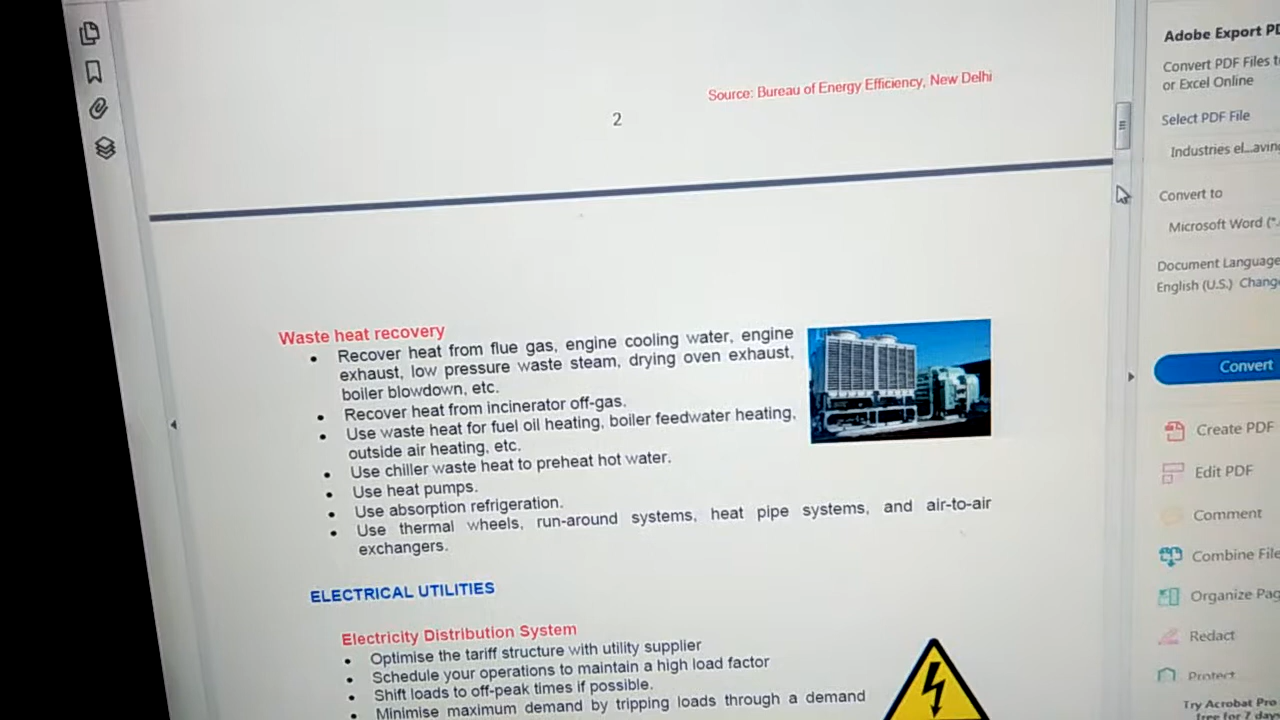 Source: Bureau of Energy Efficiency, New Delhi
2
Waste heat recovery
• Recover heat from flue gas, engine cooling water, engine
exhaust, low pressure waste steam, drying oven exhaust,
boiler blowdown, etc.
• Recover heat from incinerator off-gas.
• Use waste heat for fuel oil heating, boiler feedwater heating,
outside air heating, etc.
• Use chiller waste heat to preheat hot water.
• Use heat pumps.
• Use absorption refrigeration.
• Use thermal wheels, run-around systems, heat pipe systems, and air-to-air
exchangers.
ELECTRICAL UTILITIES
Electricity Distribution System
• Optimise the tariff structure with utility supplier
• Schedule your operations to maintain a high load factor
• Shift loads to off-peak times if possible.
• Minimise maximum demand by tripping loads through a demand
Adobe Export
Convert PDF Files
or Excel Online
Select PDF File
Industries el...
Convert to
Microsoft Word
Document Language
English (U.S.)
Convert
Create PDF
Edit PDF
Comment
Combine
Organize
Redact
Protect
Try Acrobat Pro
free for 7